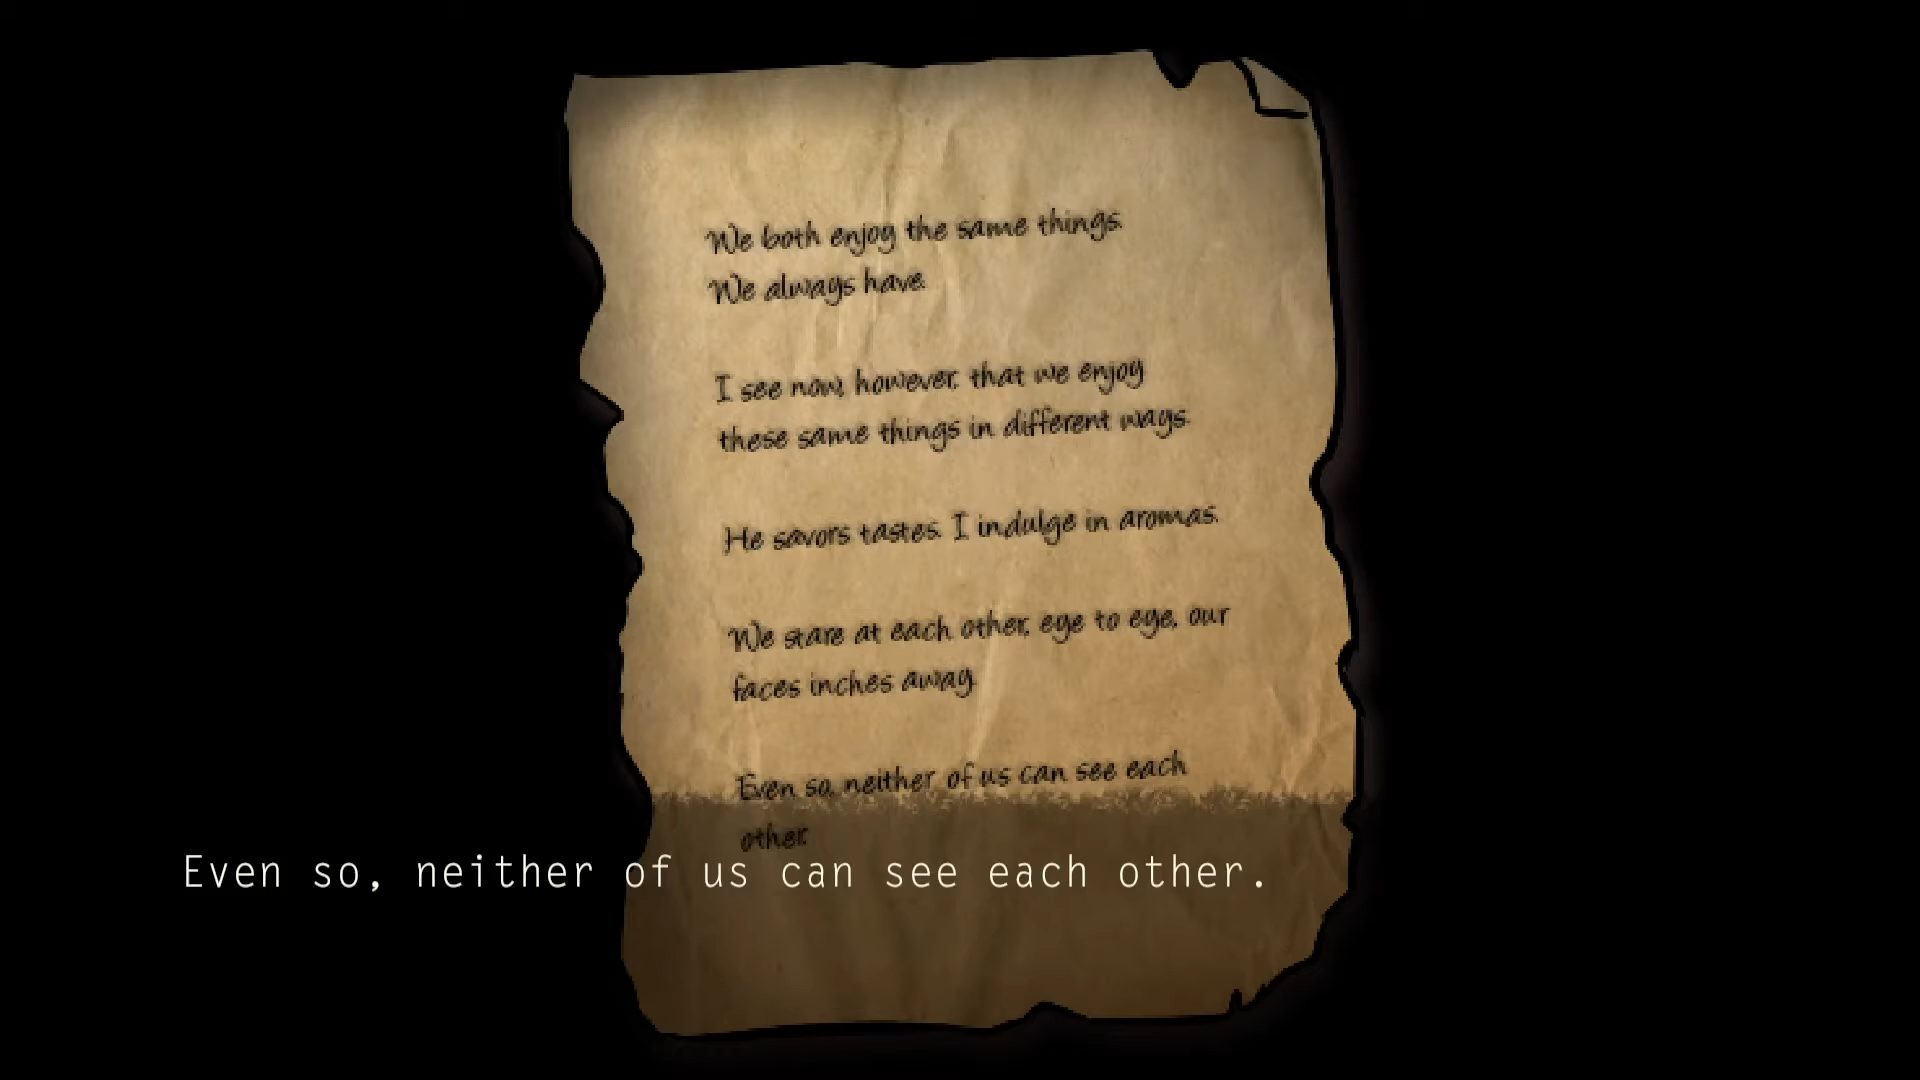 We both enjoy the same things.
We always have.
I see now, however, that we enjoy
these same things in different ways.
He savors tastes. I indulge in aromas.
We stare at each other, eye to eye, our
faces inches away.
Even so, neither of us can see each
other.
Even so, neither of us can see each other.